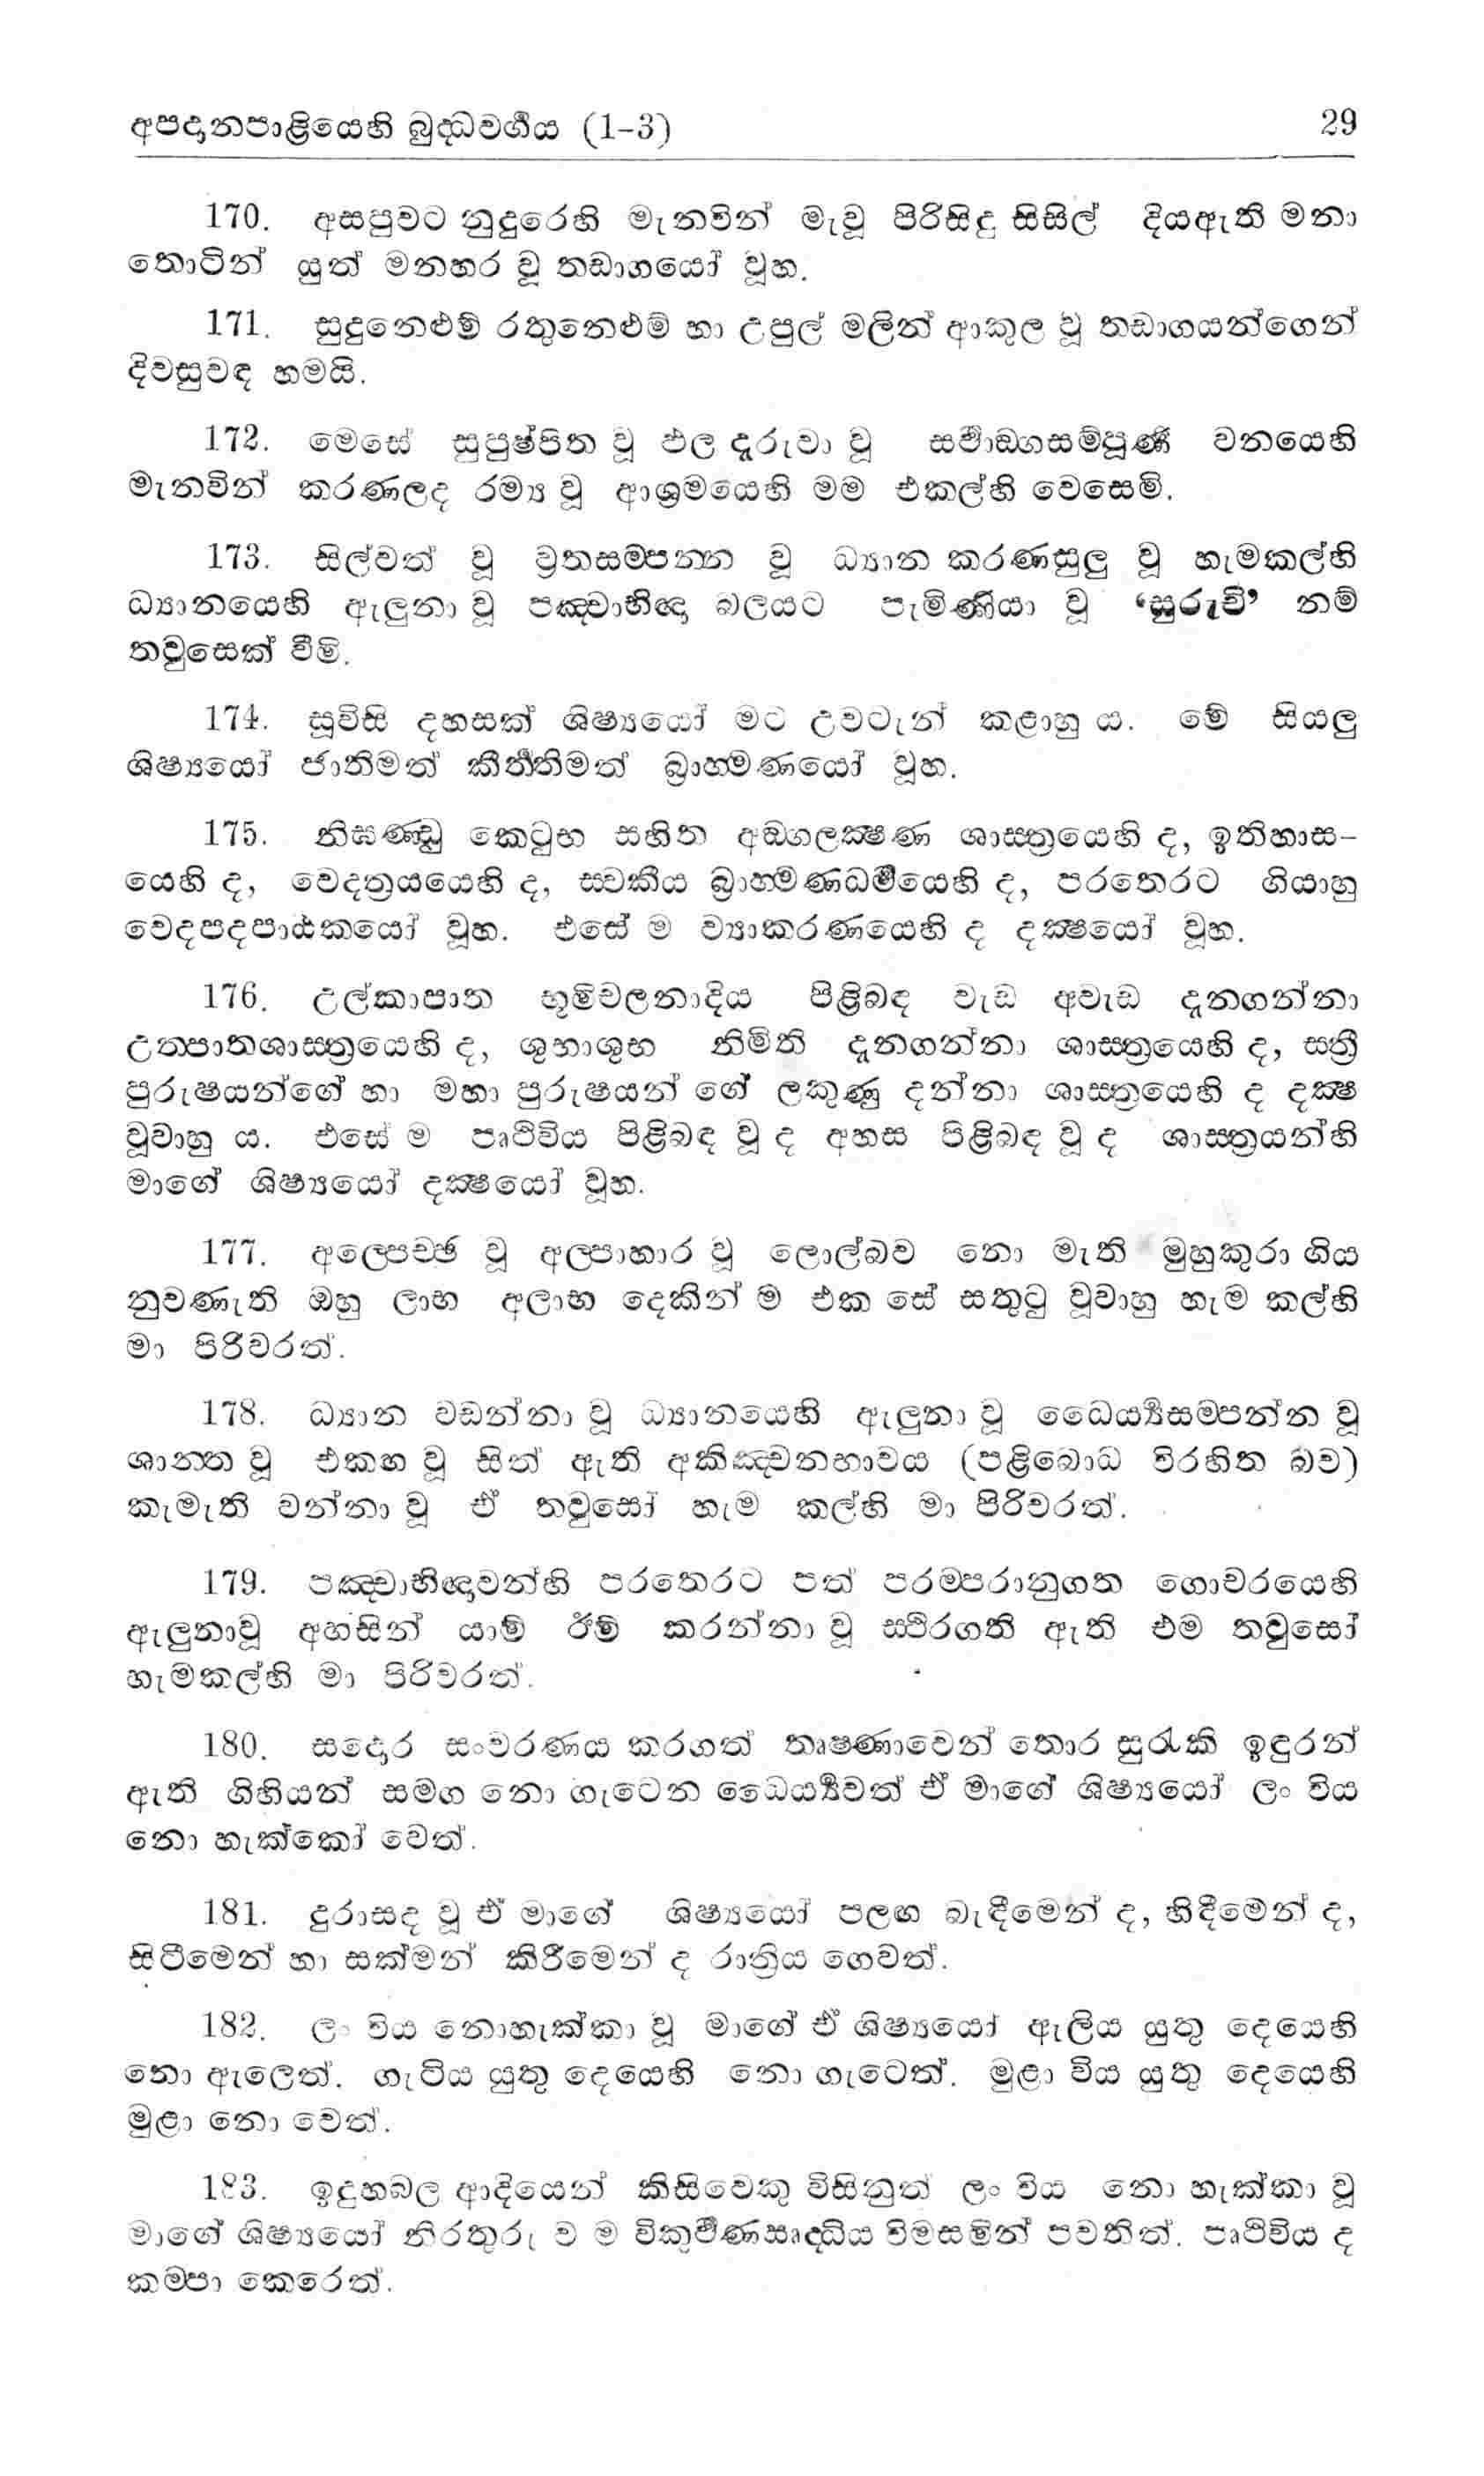 අපදානපාළියෙහි බුද්ධවර්‍ගය (1-3) 29
170. අසපුවට නුදුරෙහි මැනවින් මැවූ පිරිසිදු සිසිල් දියඇති මනා
තොටින් යුත් මනහර වූ තඩාගයෝ වූහ.
171. සුදුනෙළුම් රතුනෙළුම් හා උපුල් මලින් ආකුල වූ තඩාගයන්ගෙන්
දිවසුවඳ හමයි.
172. මෙසේ සුපුෂ්පිත වූ ඵල දැරුවා වූ සර්‍වාඞ්ගසම්පූර්‍ණ වනයෙහි
මැනවින් කරණලද රම්‍ය වූ ආශ්‍රමයෙහි මම එකල්හි වෙසෙමි.
173. සිල්වත් වූ ව්‍රතසම්පන්න වූ ධ්‍යාන කරණසුලු වූ හැමකල්හි
ධ්‍යානයෙහි ඇලුනා වූ පඤ්චාභිඥා බලයට පැමිණියා වූ ‘සුරුචි’ නම්
තවුසෙක් වීමි.
174. සූවිසි දහසක් ශිෂ්‍යයෝ මට උවටැන් කළාහු ය. මේ සියලු
ශිෂ්‍යයෝ ජාතිමත් කීර්‍තිමත් බ්‍රාහ්මණයෝ වූහ.
175. නිඝණ්ඩු කෙටුභ සහිත අඞ්ගලක්‍ෂණ ශාස්ත්‍රයෙහි ද, ඉතිහාස-
යෙහි ද, වෙදත්‍රයයෙහි ද, ස්වකීය බ්‍රාහ්මණධර්‍මයෙහි ද, පරතෙරට ගියාහු
වෙදපදපාඨකයෝ වූහ. එසේ ම ව්‍යාකරණයෙහි ද දක්‍ෂයෝ වූහ.
176. උල්කාපාත භූමිචලනාදිය පිළිබඳ වැඩ අවැඩ දැනගන්නා
උත්පාතශාස්ත්‍රයෙහි ද, ශුභාශුභ නිමිති දැනගන්නා ශාස්ත්‍රයෙහි ද, ස්ත්‍රී
පුරුෂයන්ගේ හා මහා පුරුෂයන් ගේ ලකුණු දන්නා ශාස්ත්‍රයෙහි ද දක්‍ෂ
වූවාහු ය. එසේ ම පෘථිවිය පිළිබඳ වූ ද අහස පිළිබඳ වූ ද ශාස්ත්‍රයන්හි
මාගේ ශිෂ්‍යයෝ දක්‍ෂයෝ වූහ.
177. අල්පෙච්ඡ වූ අල්පාහාර වූ ලොල්බව නො මැති මුහුකුරා ගිය
නුවණැති ඔහු ලාභ අලාභ දෙකින් ම එක සේ සතුටු වූවාහු හැම කල්හි
මා පිරිවරත්.
178. ධ්‍යාන වඩන්නා වූ ධ්‍යානයෙහි ඇලුනා වූ ධෛර්‍ය්‍යසම්පන්න වූ
ශාන්ත වූ එකඟ වූ සිත් ඇති අකිඤ්චනභාවය (පළිබොධ විරහිත බව)
කැමැති වන්නා වූ ඒ තවුසෝ හැම කල්හි මා පිරිවරත්.
179. පඤ්චාභිඥාවන්හි පරතෙරට පත් පරම්පරානුගත ගොචරයෙහි
ඇලුනාවූ අහසින් යාම් ඊම් කරන්නා වූ ස්ථිරගති ඇති එම තවුසෝ
හැමකල්හි මා පිරිවරත්.
180. සදොර සංවරණය කරගත් තෘෂ්ණාවෙන් තොර සුරැකි ඉඳුරන්
ඇති ගිහියන් සමග නො ගැටෙන ධෛර්‍ය්‍යවත් ඒ මාගේ ශිෂ්‍යයෝ ලං විය
නො හැක්කෝ වෙත්.
181. දුරාසද වූ ඒ මාගේ ශිෂ්‍යයෝ පලඟ බැඳීමෙන් ද, හිඳීමෙන් ද,
සිටීමෙන් හා සක්මන් කිරීමෙන් ද රාත්‍රිය ගෙවත්.
182. ලං විය නොහැක්කා වූ මාගේ ඒ ශිෂ්‍යයෝ ඇලිය යුතු දෙයෙහි
නො ඇලෙත්. ගැටිය යුතු දෙයෙහි නො ගැටෙත්. මුළා විය යුතු දෙයෙහි
මුළා නො වෙත්.
183. ඉදුහබල ආදියෙන් කිසිවෙකු විසිනුත් ලං විය නො හැක්කා වූ
මාගේ ශිෂ්‍යයෝ නිරතුරු ව ම විකුර්‍වණඍද්ධිය විමසමින් පවතිත්. පෘථිවිය ද
කම්පා කෙරෙත්.